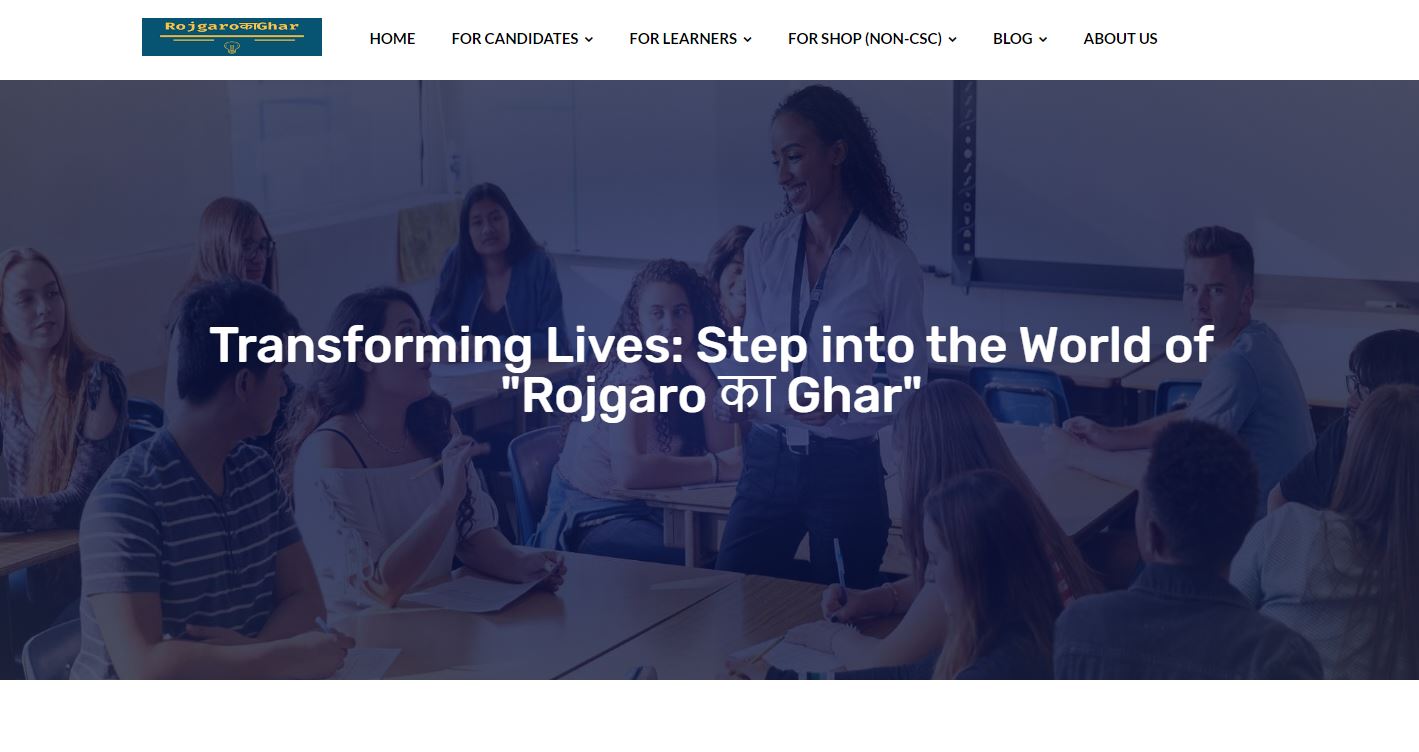 Rojgaroका Ghar
HOME
FOR CANDIDATES
FOR LEARNERS
FOR SHOP (NON-CSC)
BLOG
ABOUT US
Transforming Lives: Step into the World of
"Rojgaro का Ghar"